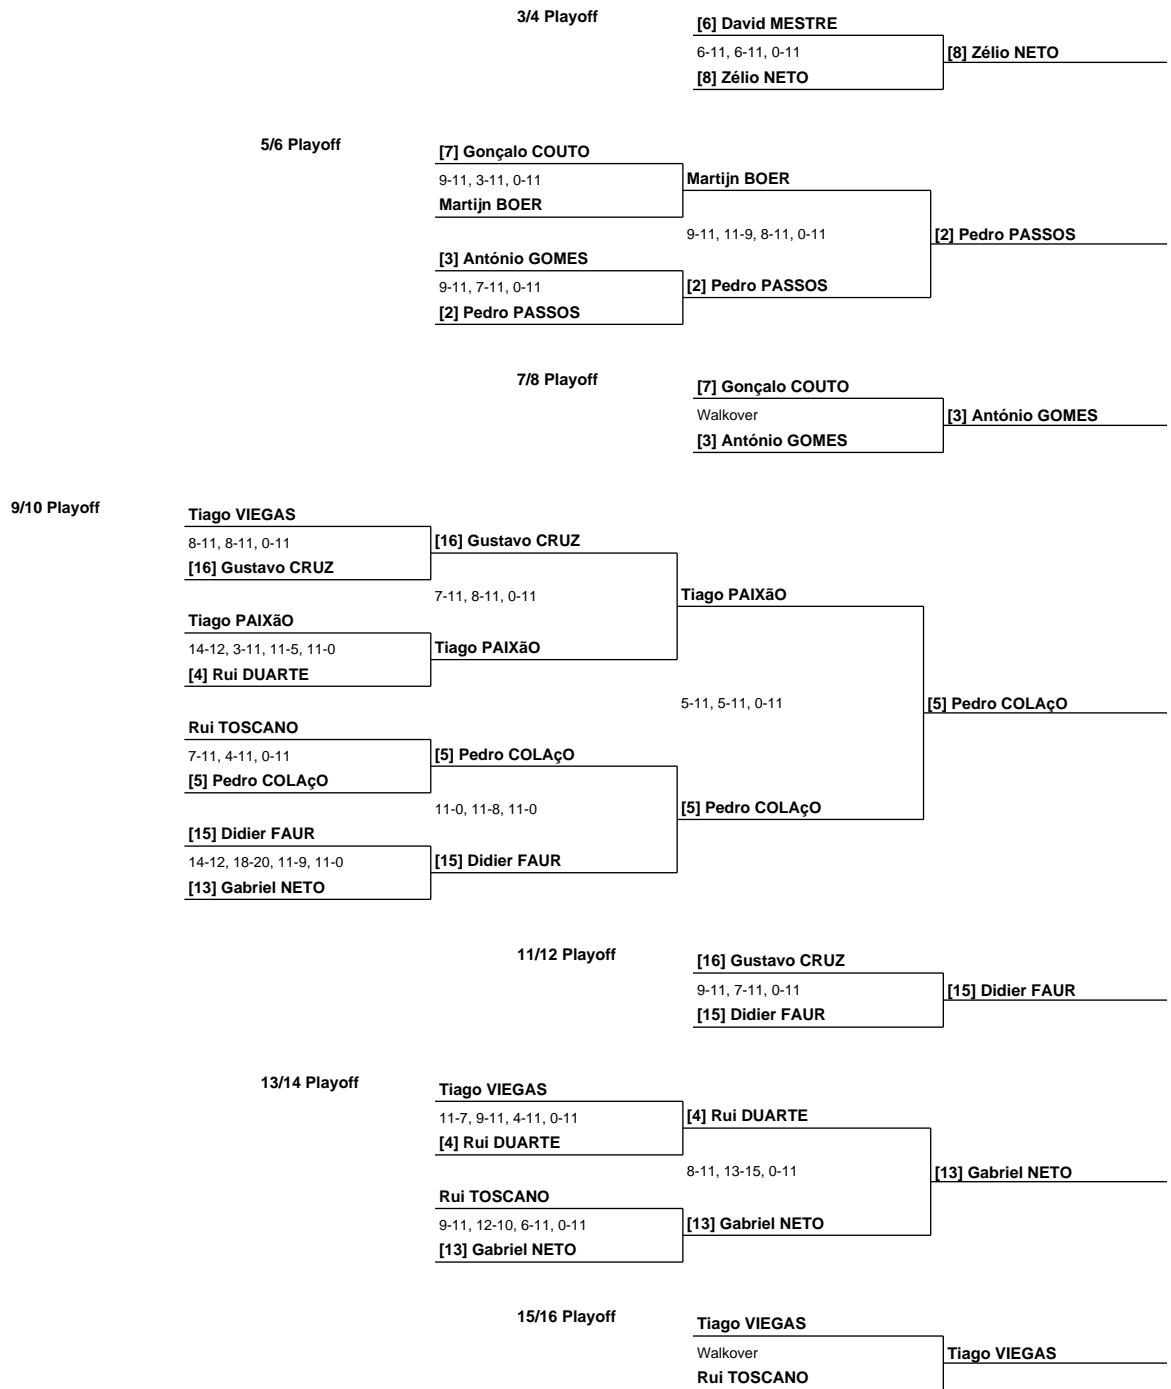 3/4 Playoff
[6] David MESTRE
6-11, 6-11, 0-11
[8] Zélio NETO
[8] Zélio NETO
5/6 Playoff
[7] Gonçalo COUTO
9-11, 3-11, 0-11
Martijn BOER
Martijn BOER
9-11, 11-9, 8-11, 0-11
[2] Pedro PASSOS
[3] António GOMES
9-11, 7-11, 0-11
[2] Pedro PASSOS
[2] Pedro PASSOS
7/8 Playoff
[7] Gonçalo COUTO
Walkover
[3] António GOMES
[3] António GOMES
9/10 Playoff
Tiago VIEGAS
8-11, 8-11, 0-11
[16] Gustavo CRUZ
[16] Gustavo CRUZ
7-11, 8-11, 0-11
Tiago PAIXãO
Tiago PAIXãO
14-12, 3-11, 11-5, 11-0
Tiago PAIXãO
[4] Rui DUARTE
5-11, 5-11, 0-11
[5] Pedro COLAçO
Rui TOSCANO
7-11, 4-11, 0-11
[5] Pedro COLAçO
[5] Pedro COLAçO
11-0, 11-8, 11-0
[5] Pedro COLAçO
[15] Didier FAUR
14-12, 18-20, 11-9, 11-0
[15] Didier FAUR
[13] Gabriel NETO
11/12 Playoff
[16] Gustavo CRUZ
9-11, 7-11, 0-11
[15] Didier FAUR
[15] Didier FAUR
13/14 Playoff
Tiago VIEGAS
11-7, 9-11, 4-11, 0-11
[4] Rui DUARTE
[4] Rui DUARTE
8-11, 13-15, 0-11
[13] Gabriel NETO
Rui TOSCANO
9-11, 12-10, 6-11, 0-11
[13] Gabriel NETO
[13] Gabriel NETO
15/16 Playoff
Tiago VIEGAS
Walkover
Tiago VIEGAS
Rui TOSCANO